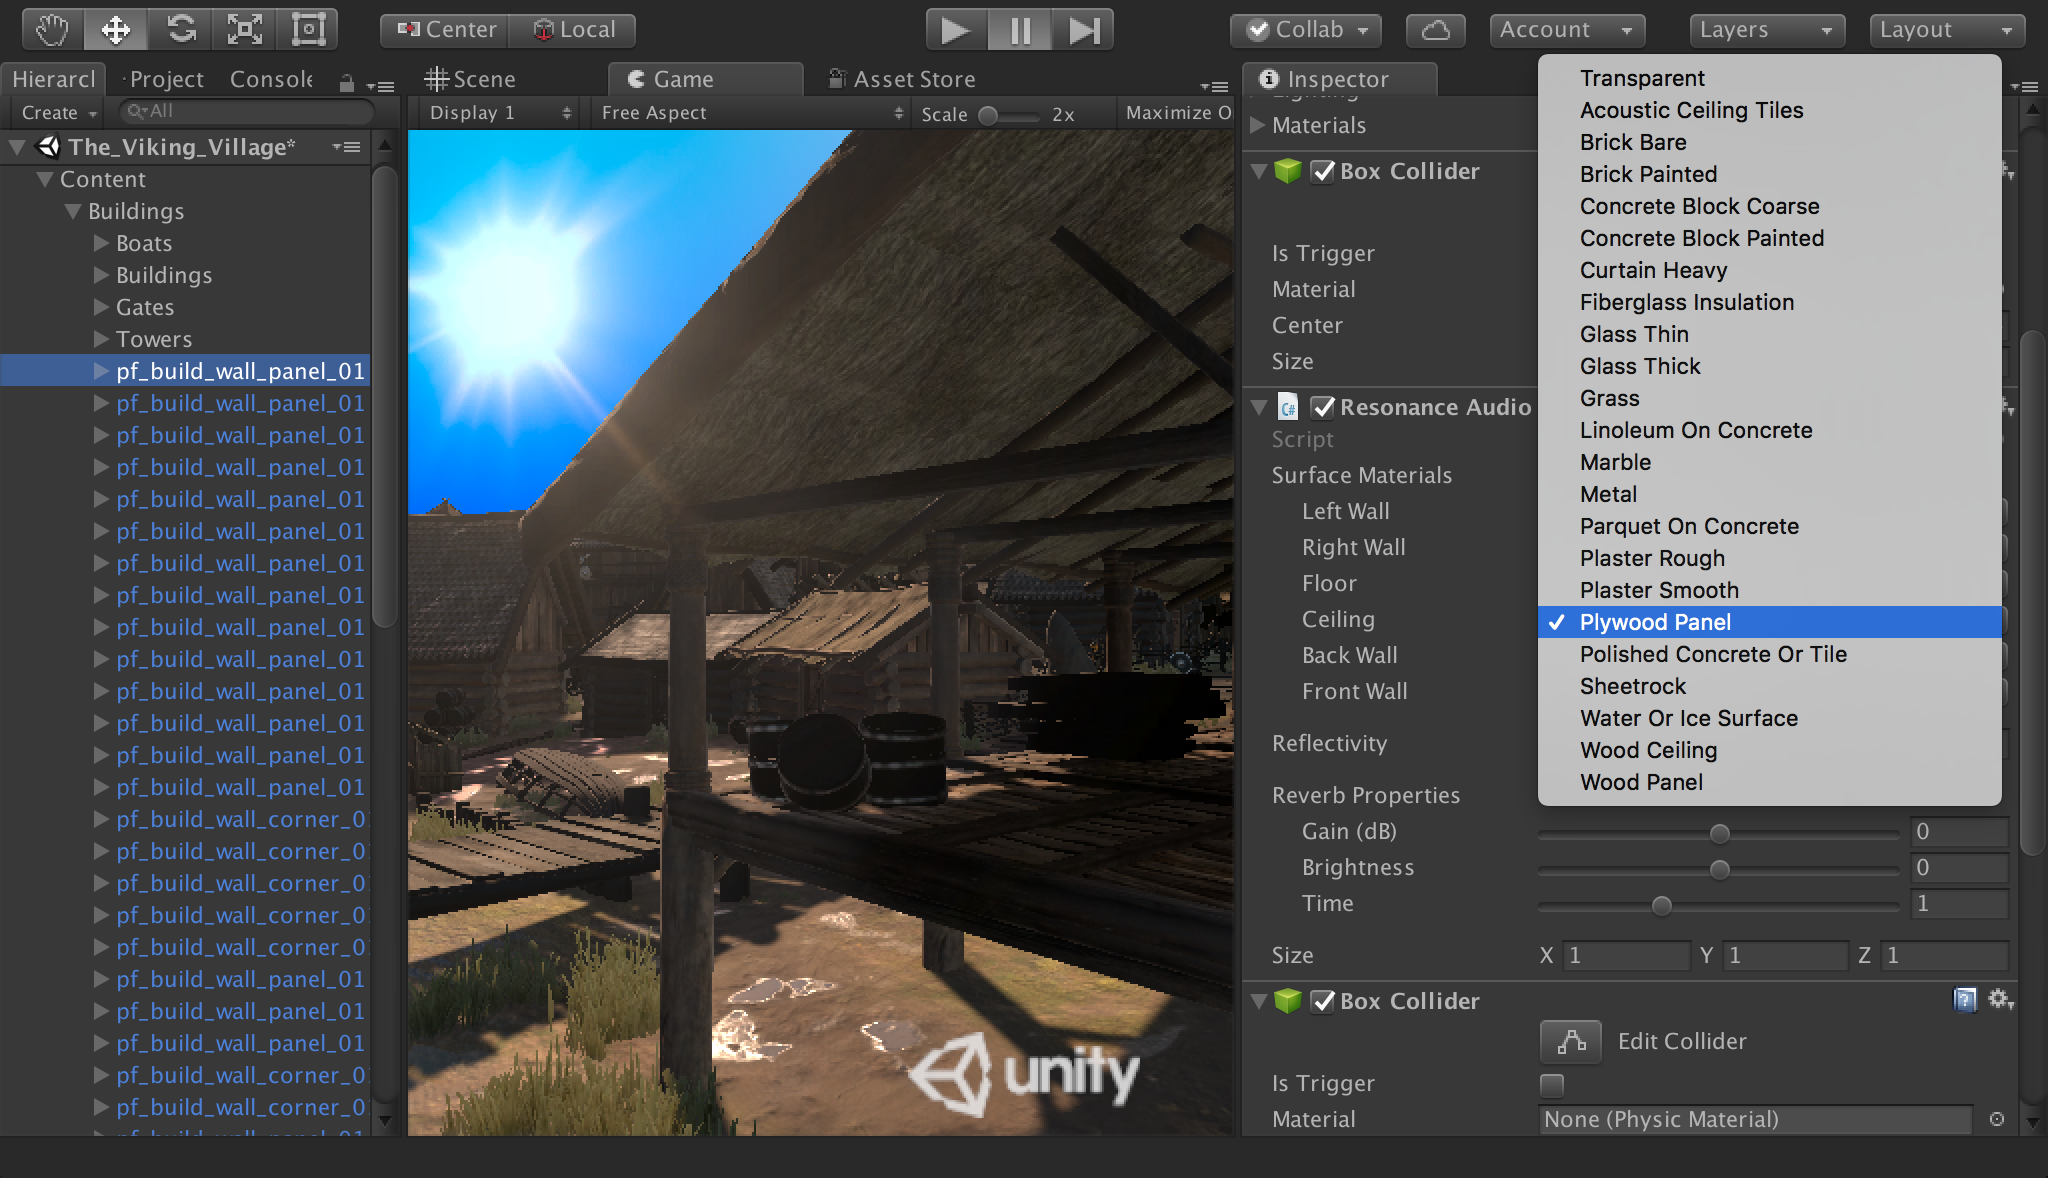 Center Local Collab Account Layers Layout
Hierarcl Project Console
Create All
The_Viking_Village*
Content
Buildings
Boats
Buildings
Gates
Towers
pf_build_wall_panel_01
pf_build_wall_panel_01
pf_build_wall_panel_01
pf_build_wall_panel_01
pf_build_wall_panel_01
pf_build_wall_panel_01
pf_build_wall_panel_01
pf_build_wall_panel_01
pf_build_wall_panel_01
pf_build_wall_panel_01
pf_build_wall_panel_01
pf_build_wall_panel_01
pf_build_wall_panel_01
pf_build_wall_panel_01
pf_build_wall_corner_0
pf_build_wall_corner_0
pf_build_wall_corner_0
pf_build_wall_corner_0
pf_build_wall_corner_0
pf_build_wall_panel_01
pf_build_wall_panel_01
pf_build_wall_panel_01
pf_build_wall_corner_0
pf_build_wall_corner_0
Scene Game Asset Store
Display 1 Free Aspect Scale 2x Maximize O
unity
Inspector
Lighting
Materials
Box Collider
Is Trigger
Material
Center
Size
C# Resonance Audio
Script
Surface Materials
Left Wall
Right Wall
Floor
Ceiling
Back Wall
Front Wall
Reflectivity
Reverb Properties
Gain (dB) 0
Brightness 0
Time 1
Size X 1 Y 1 Z 1
Box Collider
Edit Collider
Is Trigger
Material None (Physic Material)
Transparent
Acoustic Ceiling Tiles
Brick Bare
Brick Painted
Concrete Block Coarse
Concrete Block Painted
Curtain Heavy
Fiberglass Insulation
Glass Thin
Glass Thick
Grass
Linoleum On Concrete
Marble
Metal
Parquet On Concrete
Plaster Rough
Plaster Smooth
Plywood Panel
Polished Concrete Or Tile
Sheetrock
Water Or Ice Surface
Wood Ceiling
Wood Panel